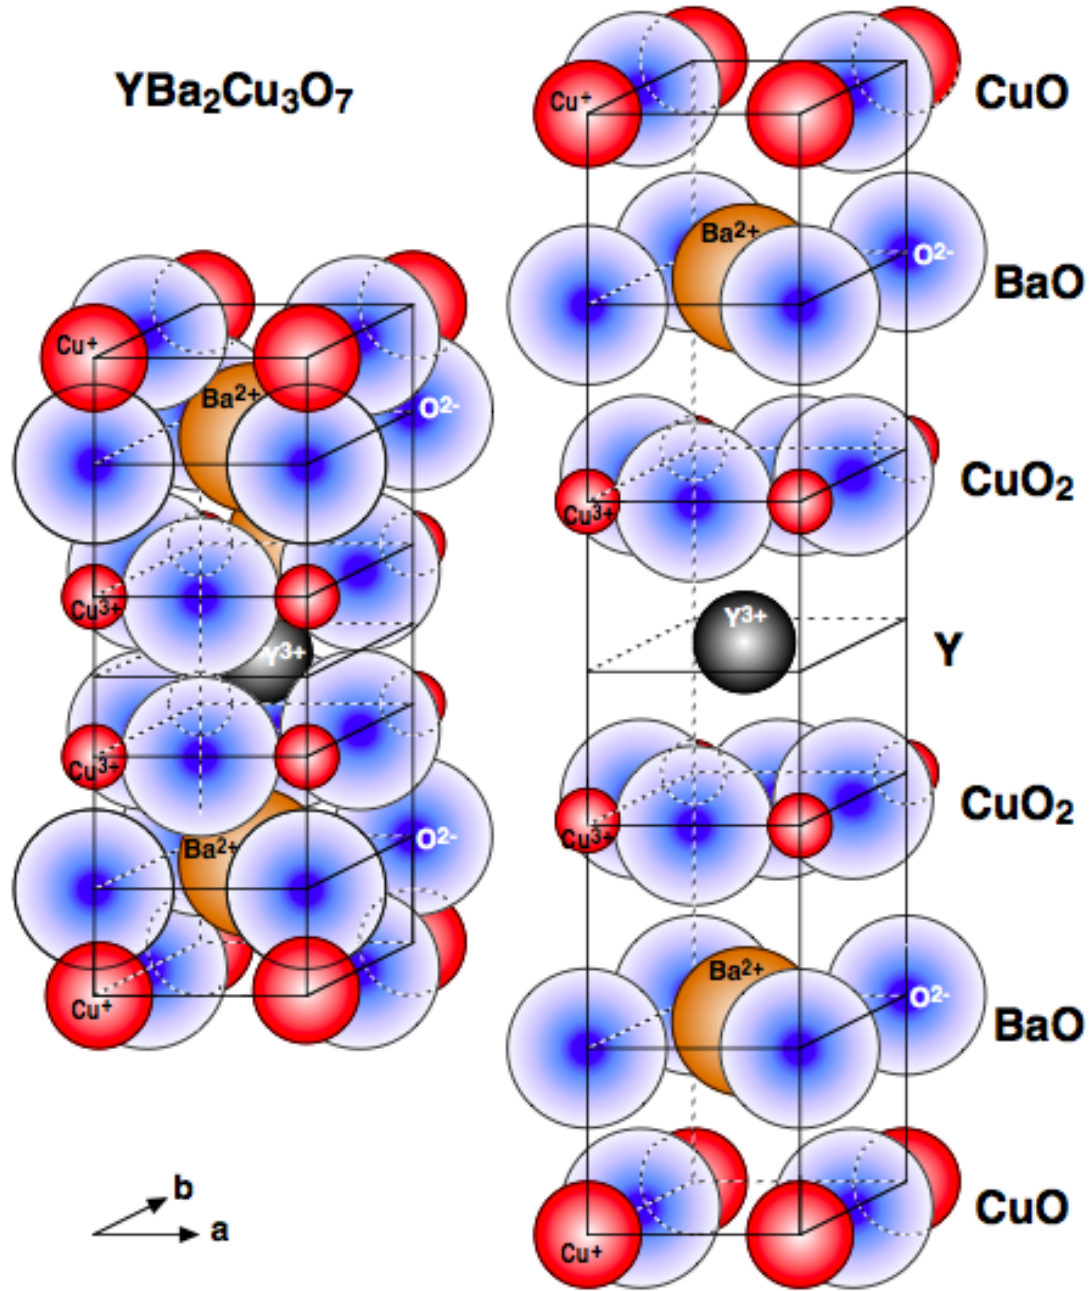 YBa₂Cu₃O₇
Cu⁺
Ba²⁺
O²⁻
Cu³⁺
Y³⁺
Cu³⁺
Ba²⁺
O²⁻
Cu⁺
b
a
Cu⁺
CuO
Ba²⁺
O²⁻
BaO
Cu³⁺
CuO₂
Y³⁺
Y
Cu³⁺
CuO₂
Ba²⁺
O²⁻
BaO
Cu⁺
CuO